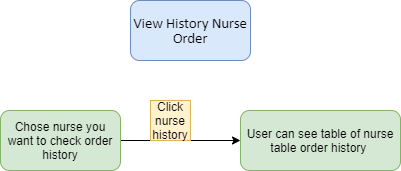 View History Nurse
Order
Chose nurse you
want to check order
history
Click
nurse
history
User can see table of nurse
table order history